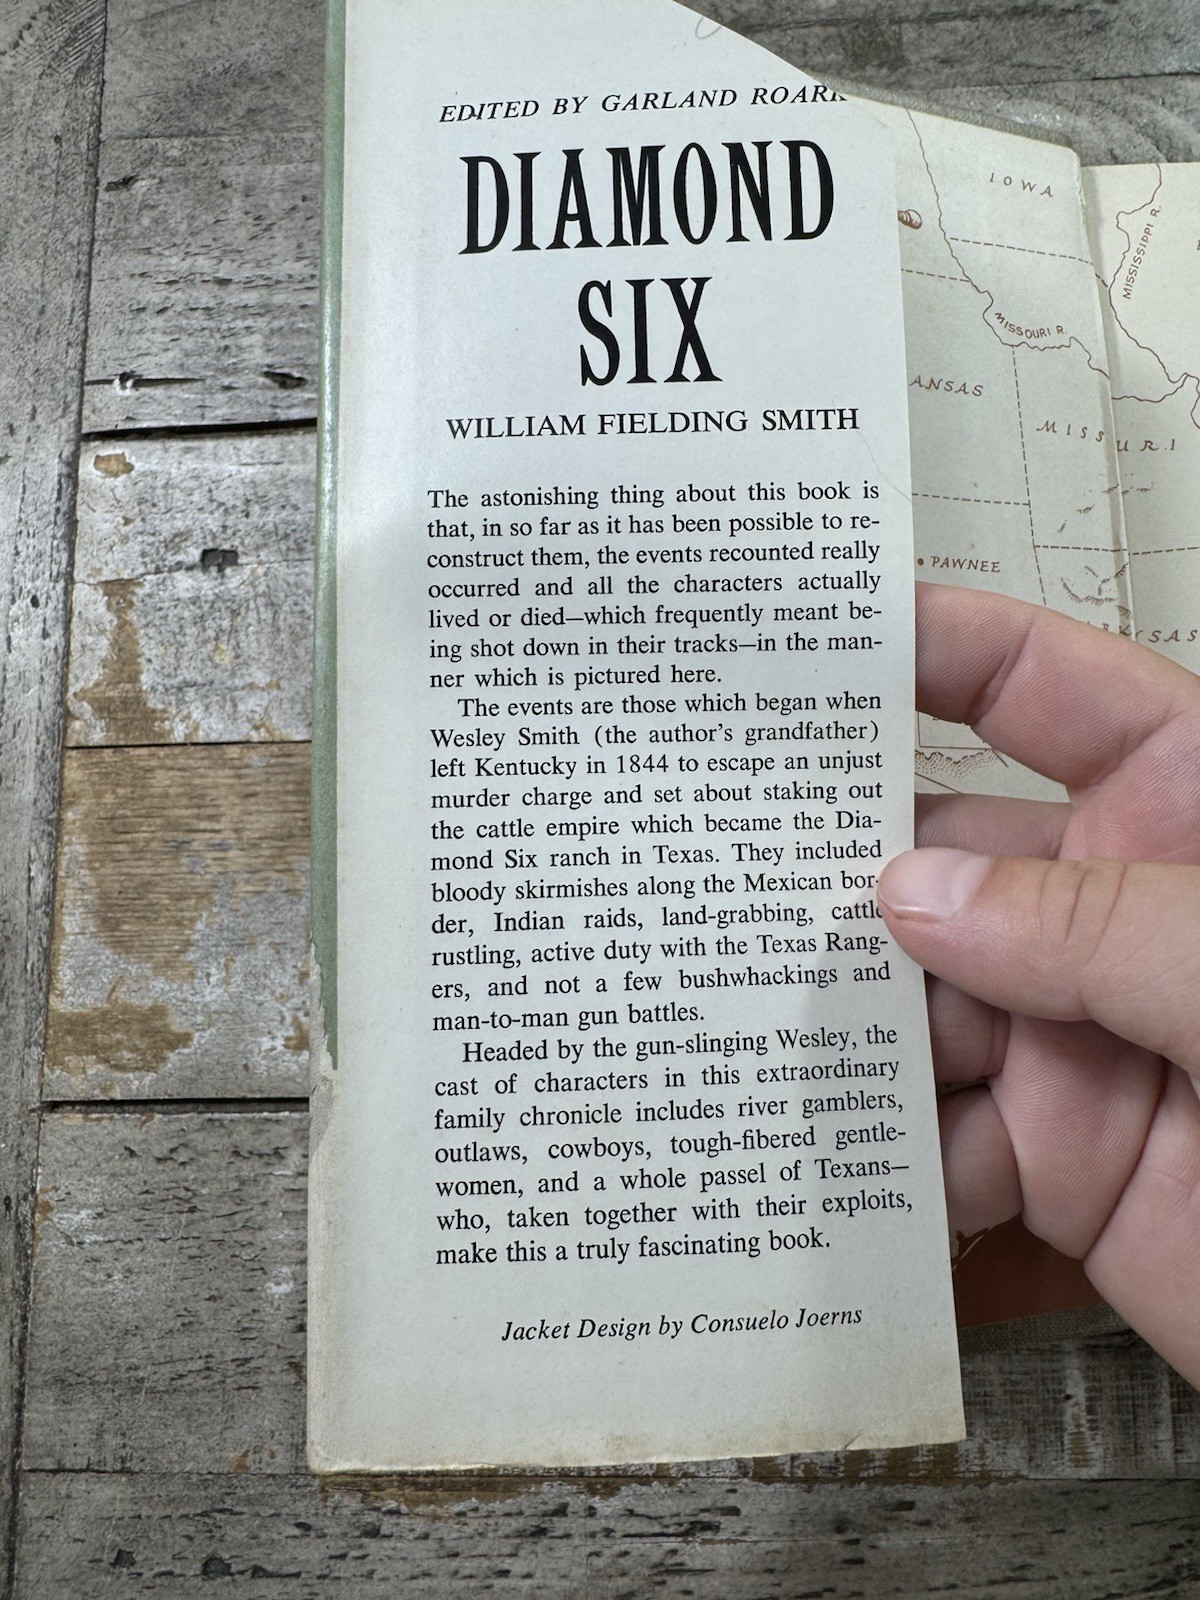 EDITED BY GARLAND ROARK
DIAMOND
SIX
WILLIAM FIELDING SMITH
The astonishing thing about this book is
that, in so far as it has been possible to re-
construct them, the events recounted really
occurred and all the characters actually
lived or died—which frequently meant be-
ing shot down in their tracks—in the man-
ner which is pictured here.
The events are those which began when
Wesley Smith (the author's grandfather)
left Kentucky in 1844 to escape an unjust
murder charge and set about staking out
the cattle empire which became the Dia-
mond Six ranch in Texas. They included
bloody skirmishes along the Mexican bor-
der, Indian raids, land-grabbing, cattle
rustling, active duty with the Texas Rang-
ers, and not a few bushwhackings and
man-to-man gun battles.
Headed by the gun-slinging Wesley, the
cast of characters in this extraordinary
family chronicle includes river gamblers,
outlaws, cowboys, tough-fibered gentle-
women, and a whole passel of Texans—
who, taken together with their exploits,
make this a truly fascinating book.
Jacket Design by Consuelo Joerns
IOWA
MISSISSIPPI R.
MISSOURI R.
ANSAS
MISSOURI
PAWNEE